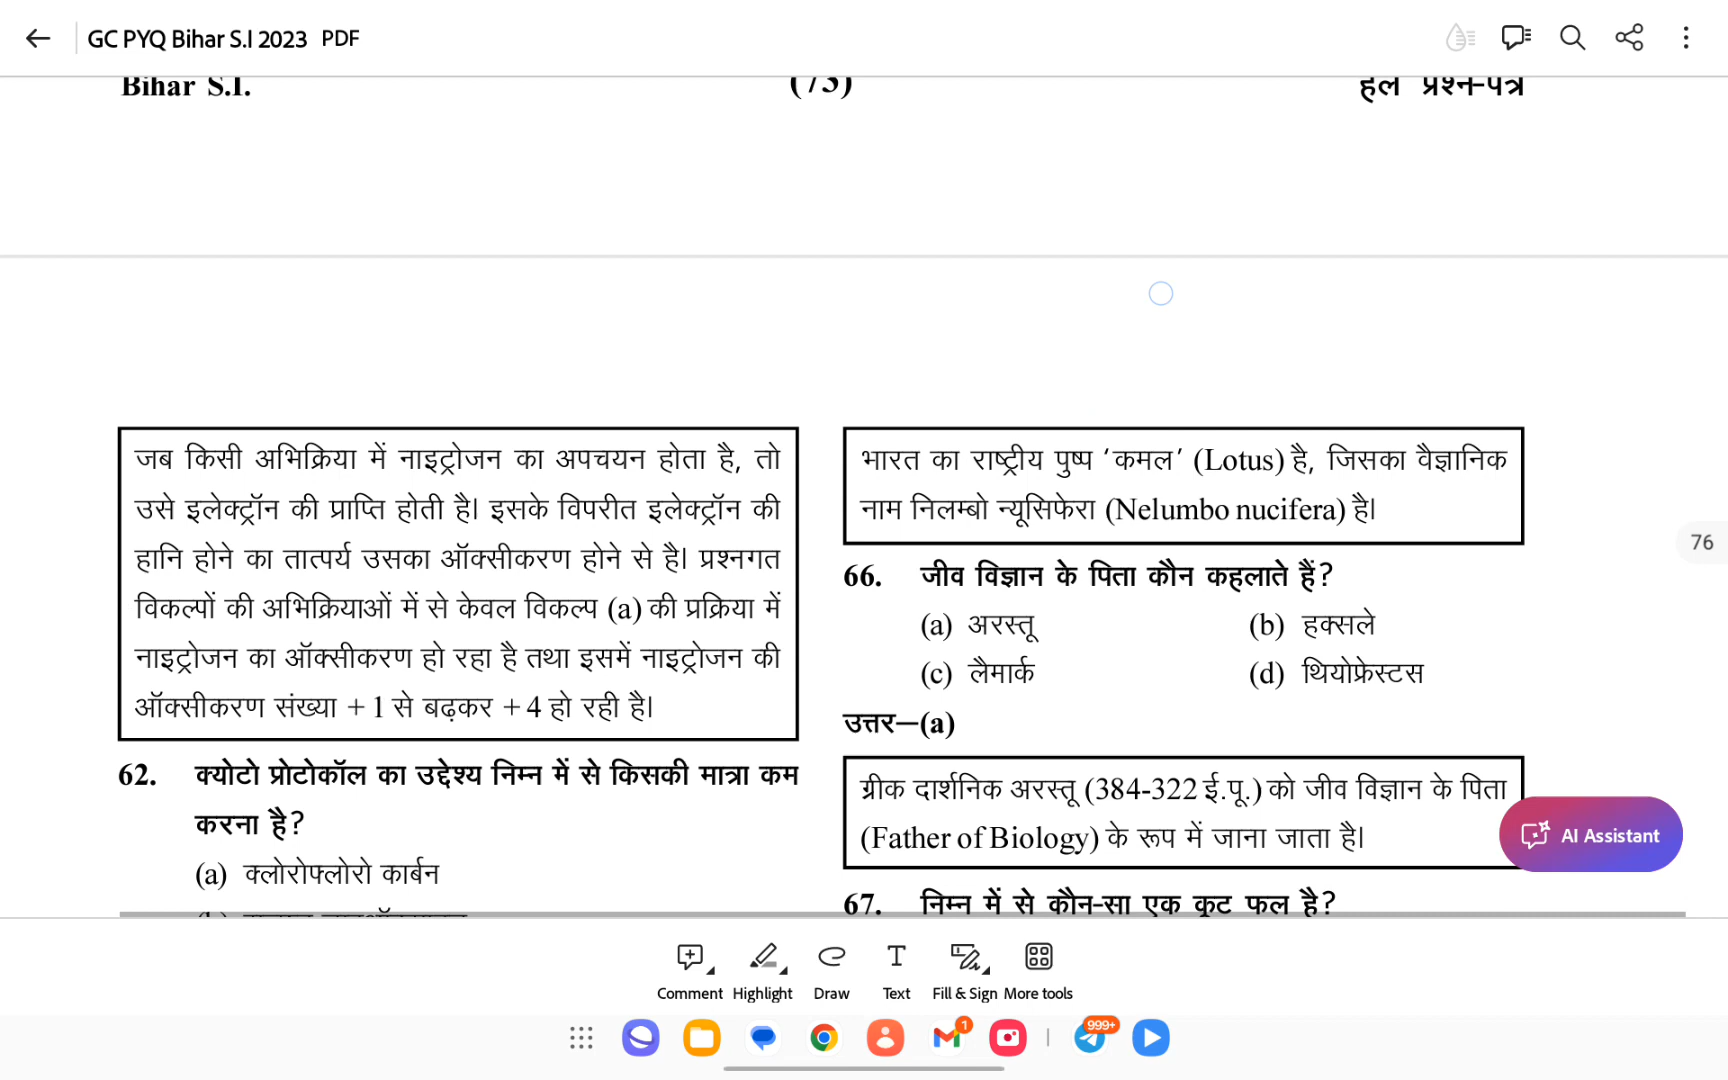 GC PYQ Bihar S.I 2023 PDF
Bihar S.I.
(73)
हल प्रश्न-पत्र
जब किसी अभिक्रिया में नाइट्रोजन का अपचयन होता है, तो
उसे इलेक्ट्रॉन की प्राप्ति होती है। इसके विपरीत इलेक्ट्रॉन की
हानि होने का तात्पर्य उसका ऑक्सीकरण होने से है। प्रश्नगत
विकल्पों की अभिक्रियाओं में से केवल विकल्प (a) की प्रक्रिया में
नाइट्रोजन का ऑक्सीकरण हो रहा है तथा इसमें नाइट्रोजन की
ऑक्सीकरण संख्या +1 से बढ़कर +4 हो रही है।
62. क्योटो प्रोटोकॉल का उद्देश्य निम्न में से किसकी मात्रा कम
करना है?
(a) क्लोरोफ्लोरो कार्बन
भारत का राष्ट्रीय पुष्प ‘कमल’ (Lotus) है, जिसका वैज्ञानिक
नाम निलम्बो न्यूसिफेरा (Nelumbo nucifera) है।
66. जीव विज्ञान के पिता कौन कहलाते हैं?
(a) अरस्तू (b) हक्सले
(c) लैमार्क (d) थियोफ्रेस्टस
उत्तर—(a)
ग्रीक दार्शनिक अरस्तू (384-322 ई.पू.) को जीव विज्ञान के पिता
(Father of Biology) के रूप में जाना जाता है।
67. निम्न में से कौन-सा एक कूट फल है?
76
AI Assistant
Comment Highlight Draw Text Fill & Sign More tools
1
999+